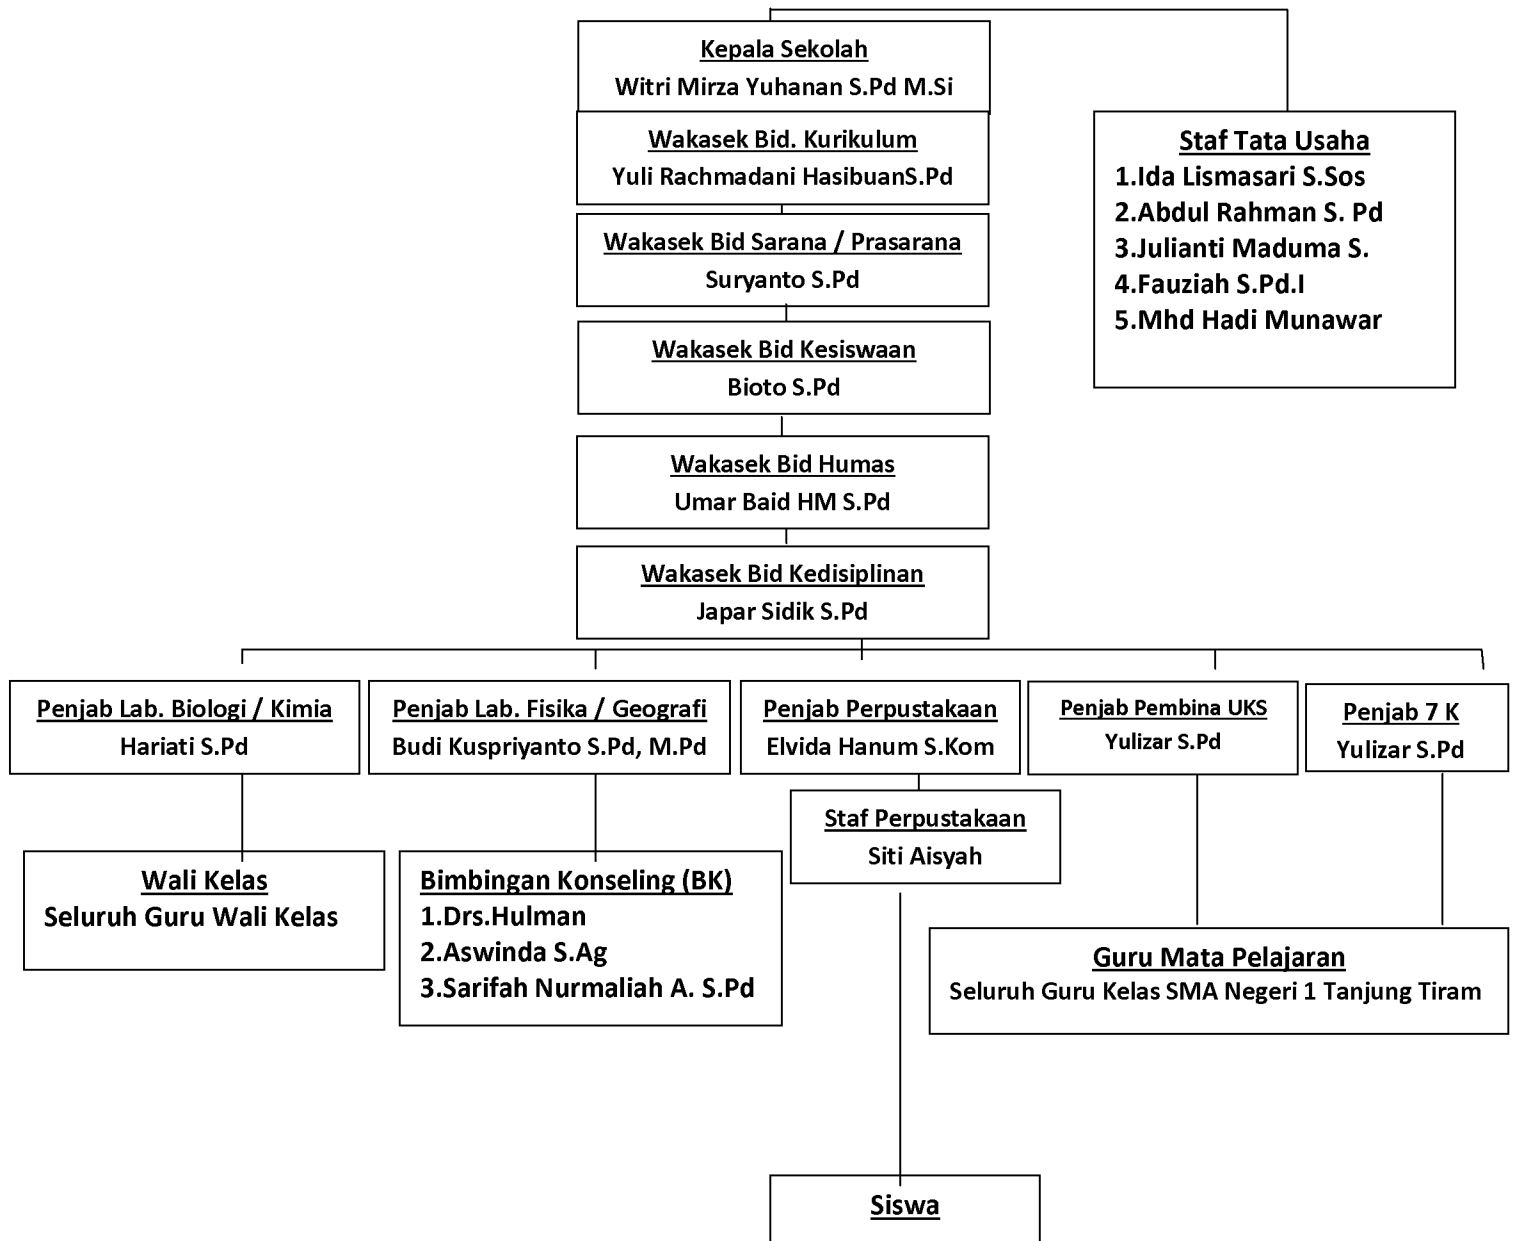 Kepala Sekolah
Witri Mirza Yuhanan S.Pd M.Si
Wakasek Bid. Kurikulum
Yuli Rachmadani HasibuanS.Pd
Staf Tata Usaha
1.Ida Lismasari S.Sos
2.Abdul Rahman S. Pd
3.Julianti Maduma S.
4.Fauziah S.Pd.I
5.Mhd Hadi Munawar
Wakasek Bid Sarana / Prasarana
Suryanto S.Pd
Wakasek Bid Kesiswaan
Bioto S.Pd
Wakasek Bid Humas
Umar Baid HM S.Pd
Wakasek Bid Kedisiplinan
Japar Sidik S.Pd
Penjab Lab. Biologi / Kimia
Hariati S.Pd
Penjab Lab. Fisika / Geografi
Budi Kuspriyanto S.Pd, M.Pd
Penjab Perpustakaan
Elvida Hanum S.Kom
Penjab Pembina UKS
Yulizar S.Pd
Penjab 7 K
Yulizar S.Pd
Staf Perpustakaan
Siti Aisyah
Wali Kelas
Seluruh Guru Wali Kelas
Bimbingan Konseling (BK)
1.Drs.Hulman
2.Aswinda S.Ag
3.Sarifah Nurmaliah A. S.Pd
Guru Mata Pelajaran
Seluruh Guru Kelas SMA Negeri 1 Tanjung Tiram
Siswa